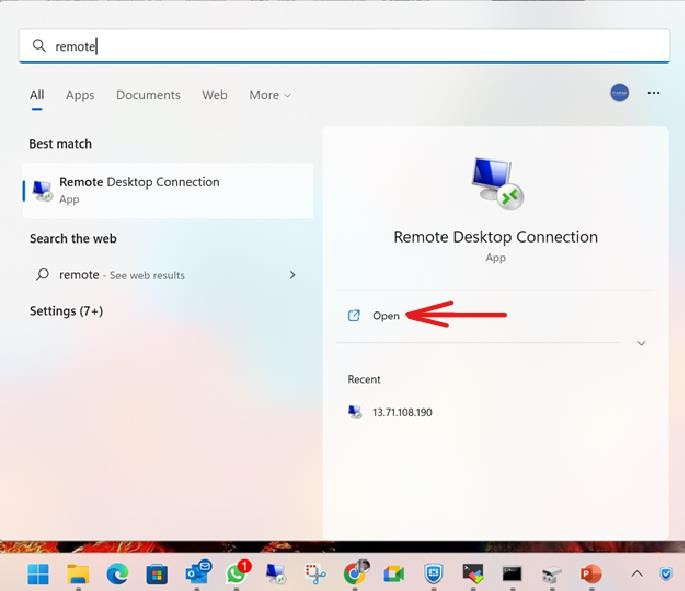 remote
All Apps Documents Web More
Best match
Remote Desktop Connection
App
Search the web
remote - See web results
Settings (7+)
Remote Desktop Connection
App
Open
Recent
13.71.108.190
1